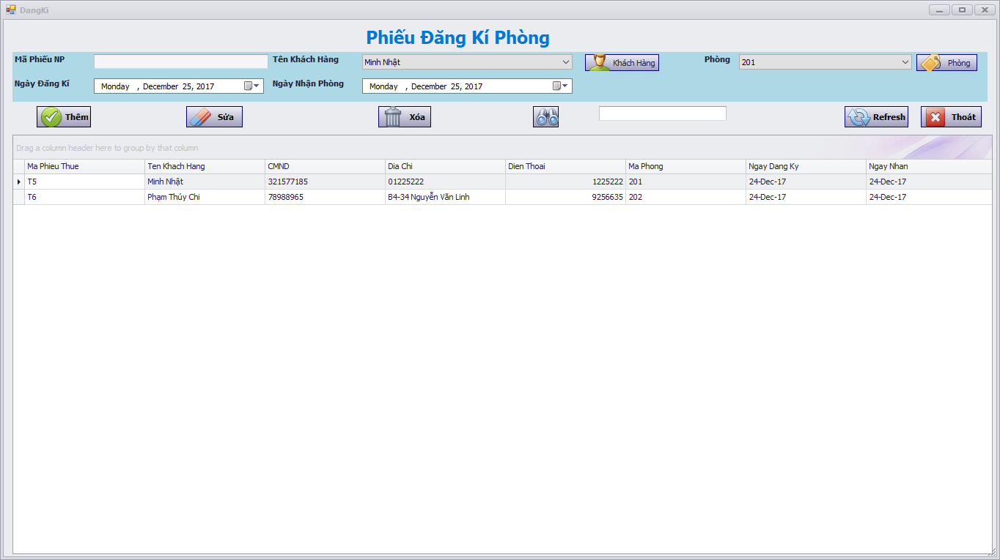 DangKi
Phiếu Đăng Kí Phòng
Mã Phiếu NP Tên Khách Hàng Minh Nhật Khách Hàng Phòng 201 Phòng
Ngày Đăng Kí Monday , December 25, 2017 Ngày Nhận Phòng Monday , December 25, 2017
Thêm Sửa Xóa Refresh Thoát
Drag a column header here to group by that column
Ma Phieu Thue Ten Khach Hang CMND Dia Chi Dien Thoai Ma Phong Ngay Dang Ky Ngay Nhan
T5 Minh Nhật 321577185 01225222 1225222 201 24-Dec-17 24-Dec-17
T6 Phạm Thúy Chi 78988965 B4-34 Nguyễn Văn Linh 9256635 202 24-Dec-17 24-Dec-17